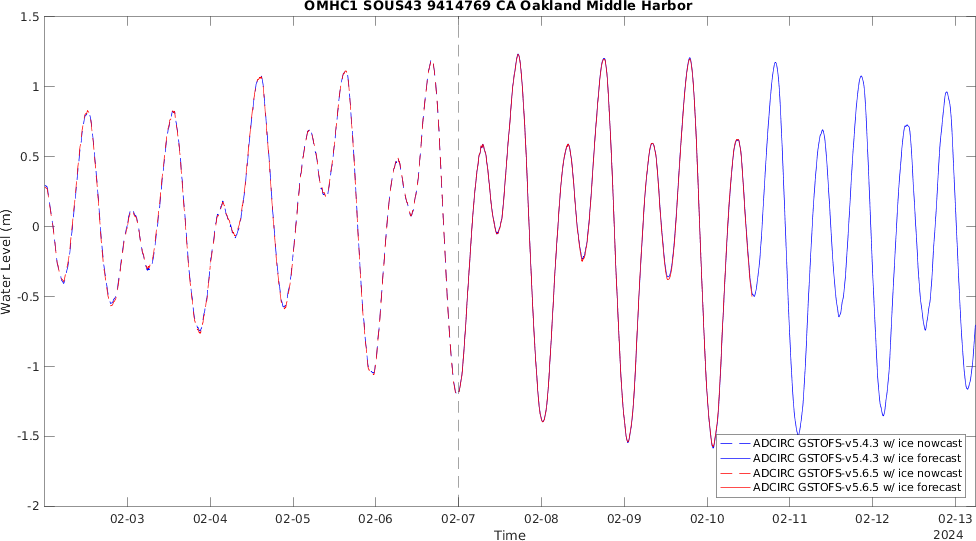 OMHC1 SOUS43 9414769 CA Oakland Middle Harbor
1.5
1
0.5
0
-0.5
-1
-1.5
-2
Water Level (m)
ADCIRC GSTOFS-v5.4.3 w/ ice nowcast
ADCIRC GSTOFS-v5.4.3 w/ ice forecast
ADCIRC GSTOFS-v5.6.5 w/ ice nowcast
ADCIRC GSTOFS-v5.6.5 w/ ice forecast
02-03 02-04 02-05 02-06 02-07 02-08 02-09 02-10 02-11 02-12 02-13
Time 2024